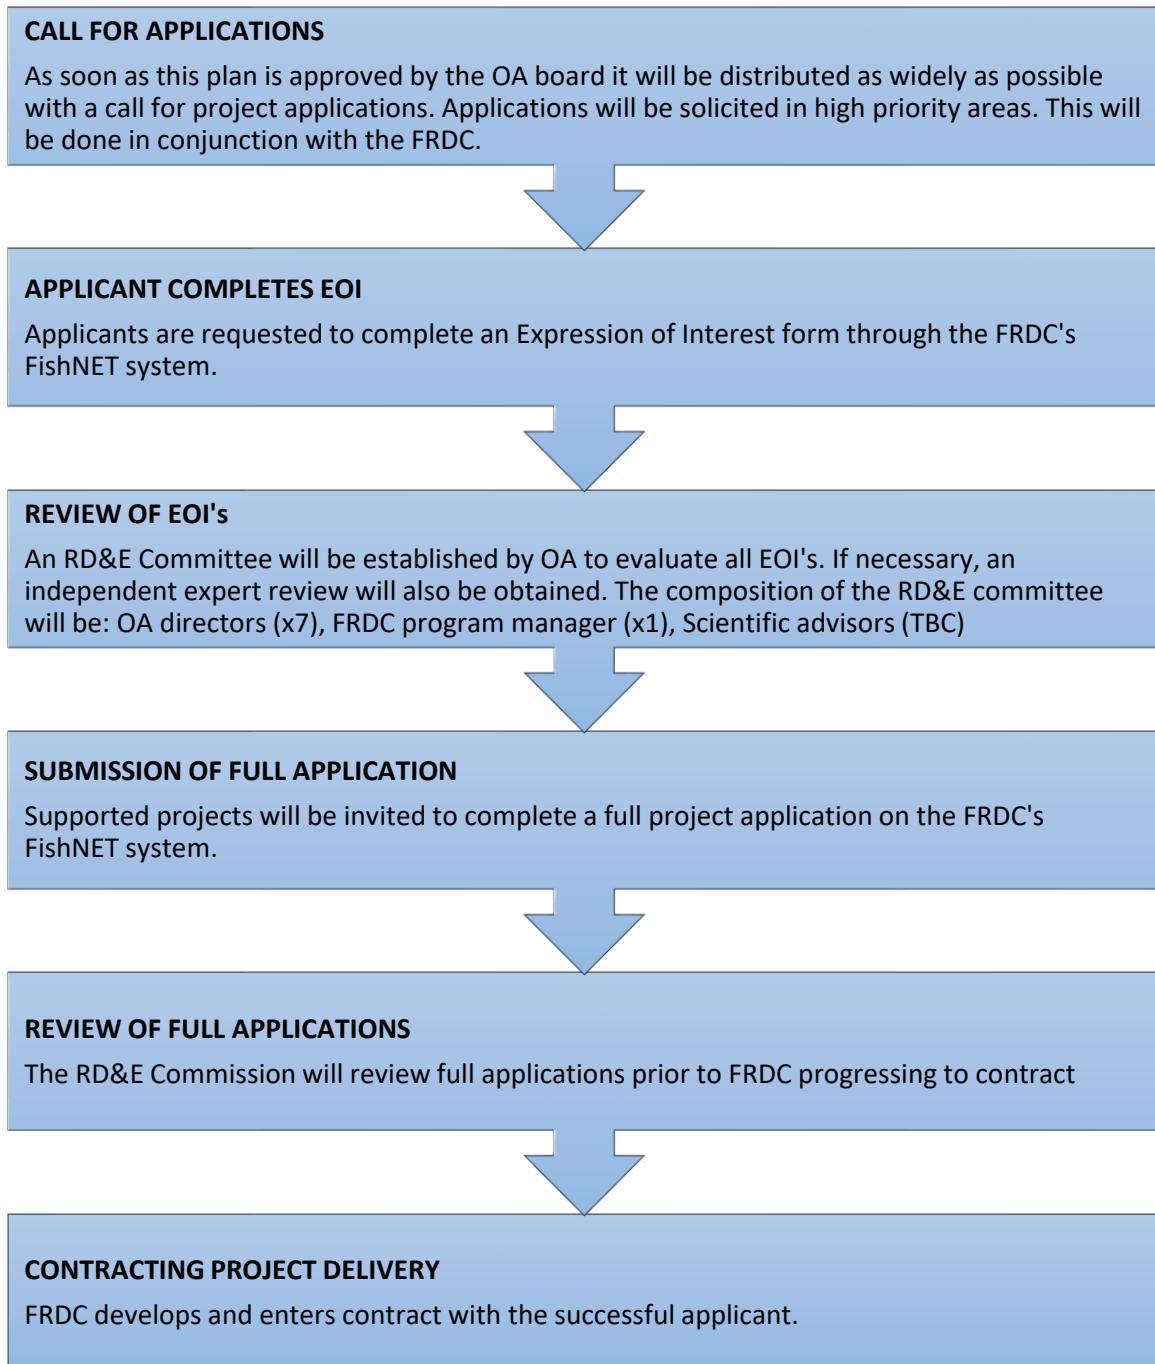 CALL FOR APPLICATIONS
As soon as this plan is approved by the OA board it will be distributed as widely as possible
with a call for project applications. Applications will be solicited in high priority areas. This will
be done in conjunction with the FRDC.
APPLICANT COMPLETES EOI
Applicants are requested to complete an Expression of Interest form through the FRDC's
FishNET system.
REVIEW OF EOI's
An RD&E Committee will be established by OA to evaluate all EOI's. If necessary, an
independent expert review will also be obtained. The composition of the RD&E committee
will be: OA directors (x7), FRDC program manager (x1), Scientific advisors (TBC)
SUBMISSION OF FULL APPLICATION
Supported projects will be invited to complete a full project application on the FRDC's
FishNET system.
REVIEW OF FULL APPLICATIONS
The RD&E Commission will review full applications prior to FRDC progressing to contract
CONTRACTING PROJECT DELIVERY
FRDC develops and enters contract with the successful applicant.